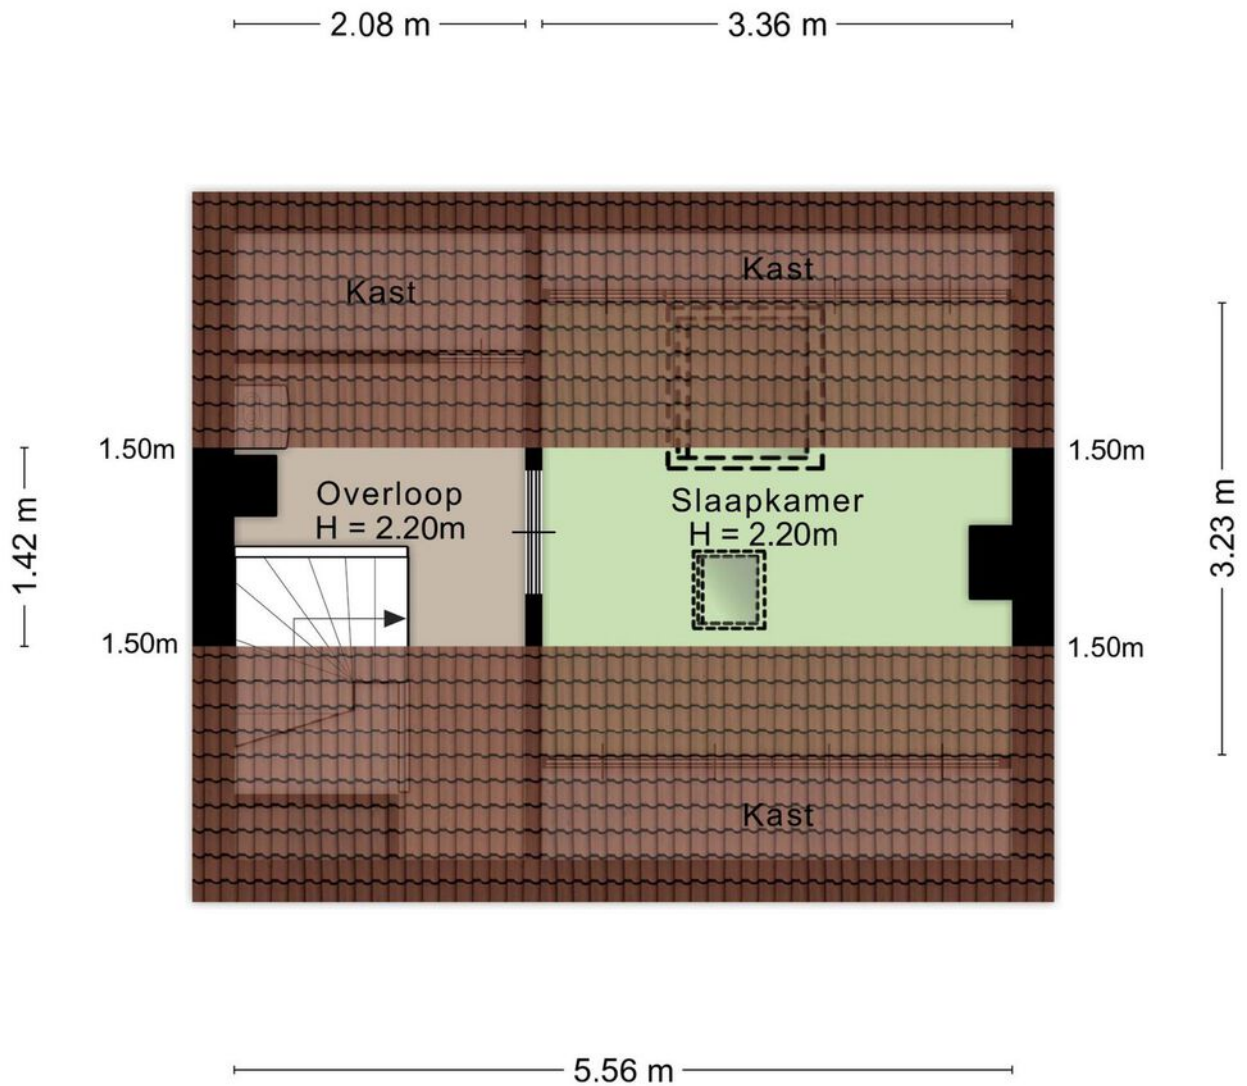 2.08 m
3.36 m
Kast
Kast
1.50m
1.50m
Overloop
H = 2.20m
Slaapkamer
H = 2.20m
1.42 m
3.23 m
1.50m
1.50m
Kast
5.56 m